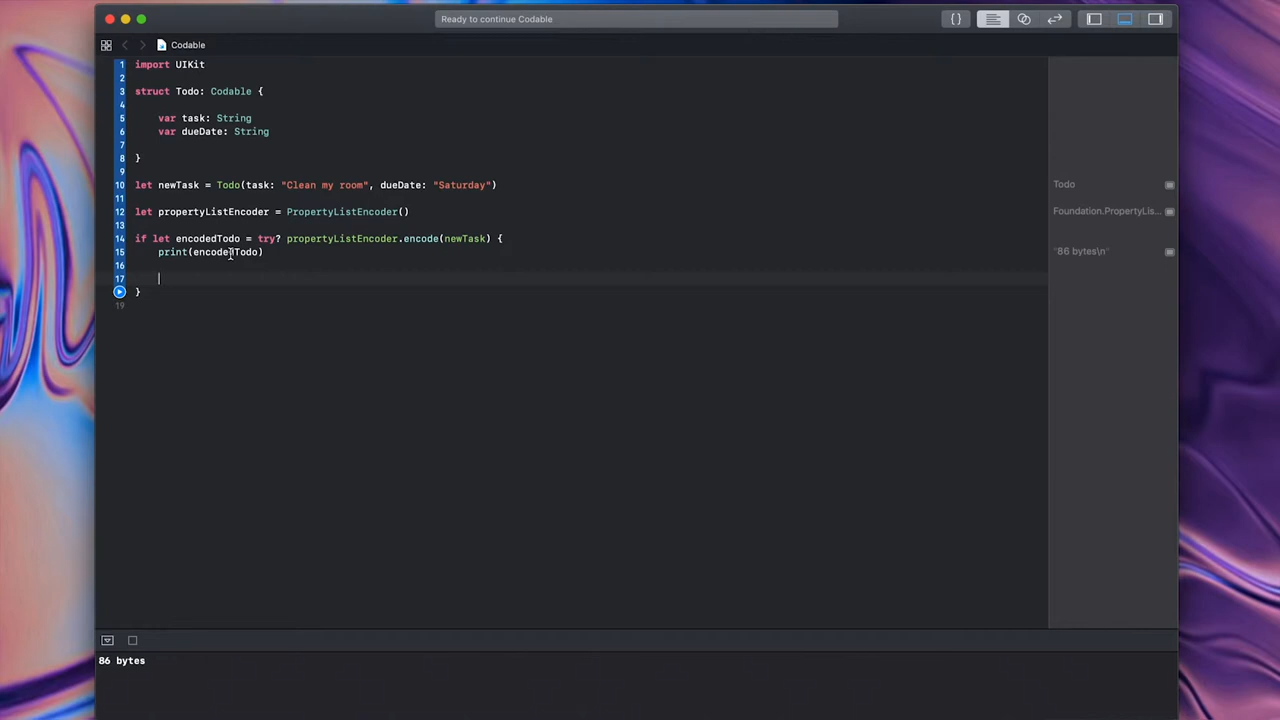 Ready to continue Codable
{ }
Codable
1 import UIKit
2
3 struct Todo: Codable {
4
5 var task: String
6 var dueDate: String
7
8 }
9
10 let newTask = Todo(task: "Clean my room", dueDate: "Saturday")
Todo
11
12 let propertyListEncoder = PropertyListEncoder()
Foundation.PropertyLis...
13
14 if let encodedTodo = try? propertyListEncoder.encode(newTask) {
15 print(encodedTodo)
"86 bytes\n"
16
17
}
19
86 bytes